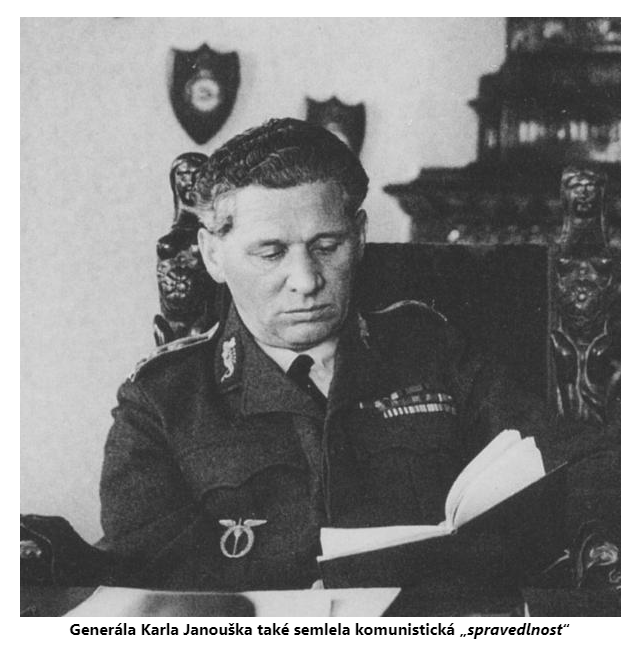 Generála Karla Janouška také semlela komunistická „spravedlnost“